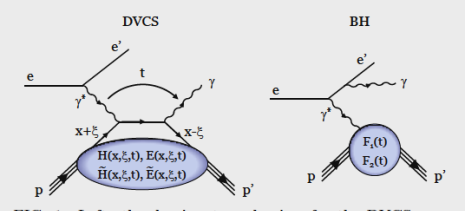 DVCS
BH
e
e'
t
γ*
γ
x+ξ
x-ξ
H(x,ξ,t), E(x,ξ,t)
H̃(x,ξ,t), Ẽ(x,ξ,t)
p
p'
e
e'
γ
γ*
F₁(t)
F₂(t)
p
p'